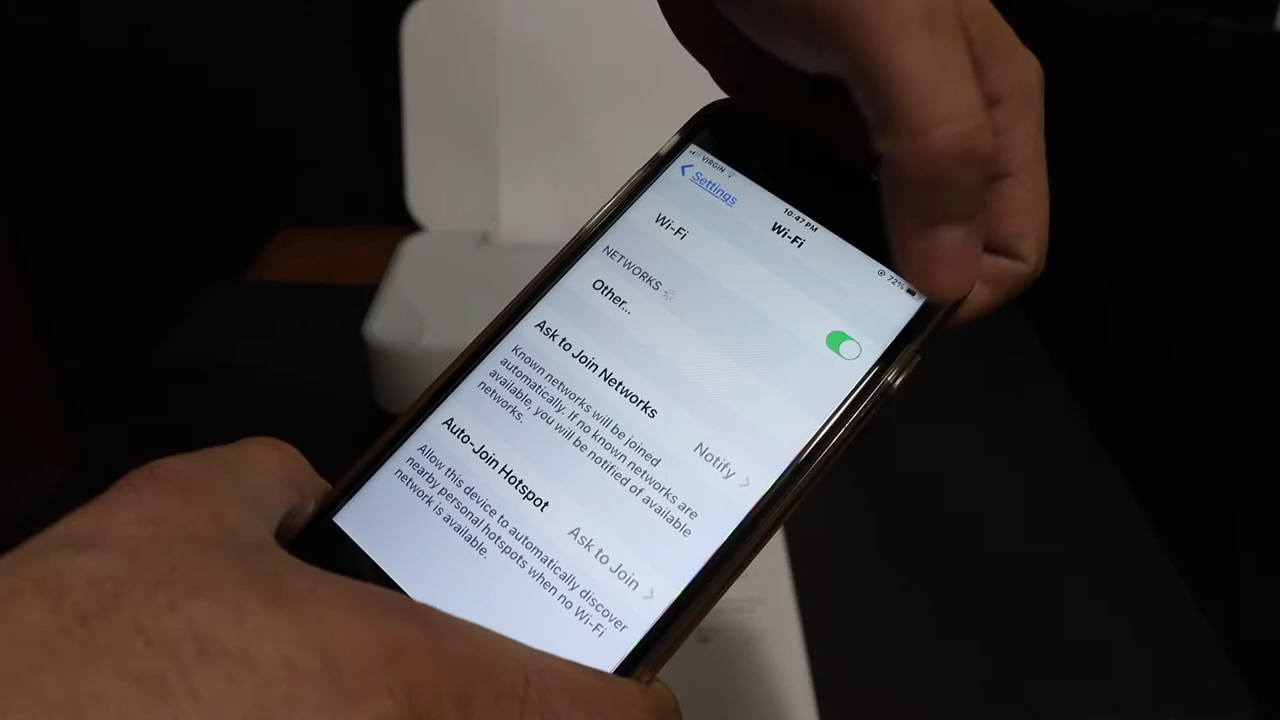 VIRGIN
10:47 PM
72%
Settings
Wi-Fi
Wi-Fi
NETWORKS
Other...
Ask to Join Networks
Notify
Known networks will be joined
automatically. If no known networks are
available, you will be notified of available
networks.
Auto-Join Hotspot
Ask to Join
Allow this device to automatically discover
nearby personal hotspots when no Wi-Fi
network is available.